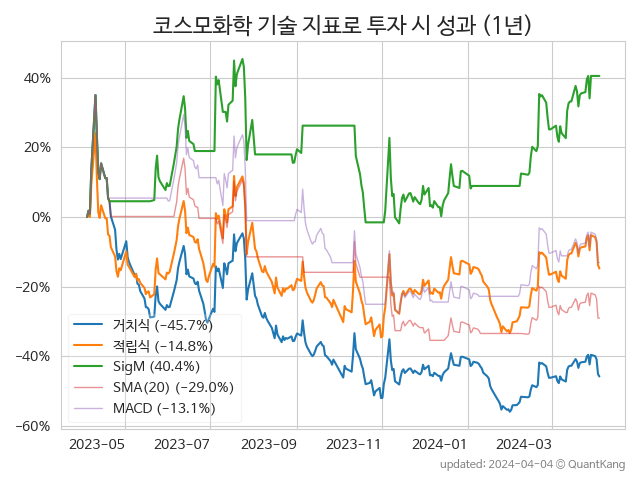 코스모화학 기술 지표로 투자 시 성과 (1년)
40%
20%
0%
−20%
−40%
−60%
거치식 (−45.7%)
적립식 (−14.8%)
SigM (40.4%)
SMA(20) (−29.0%)
MACD (−13.1%)
2023-05 2023-07 2023-09 2023-11 2024-01 2024-03
updated: 2024-04-04 © QuantKang